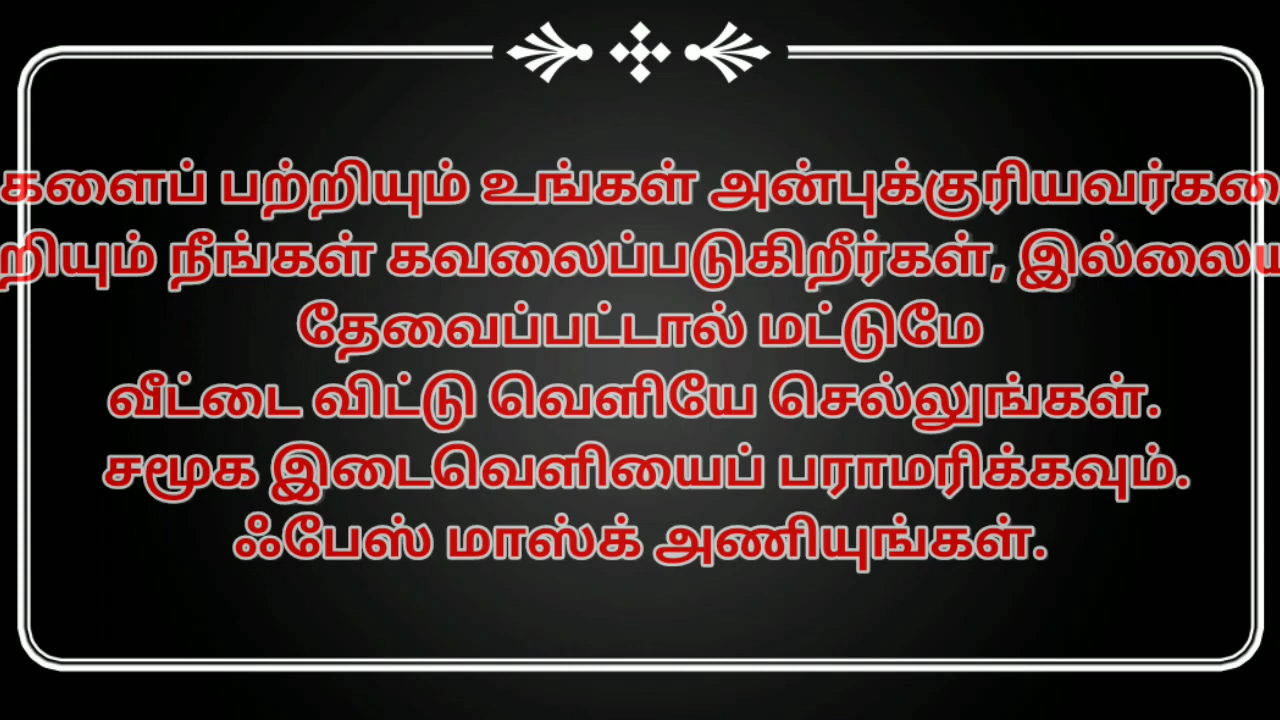 களைப் பற்றியும் உங்கள் அன்புக்குரியவர்களை
றியும் நீங்கள் கவலைப்படுகிறீர்கள், இல்லைய
தேவைப்பட்டால் மட்டுமே
வீட்டை விட்டு வெளியே செல்லுங்கள்.
சமூக இடைவெளியைப் பராமரிக்கவும்.
ஃபேஸ் மாஸ்க் அணியுங்கள்.